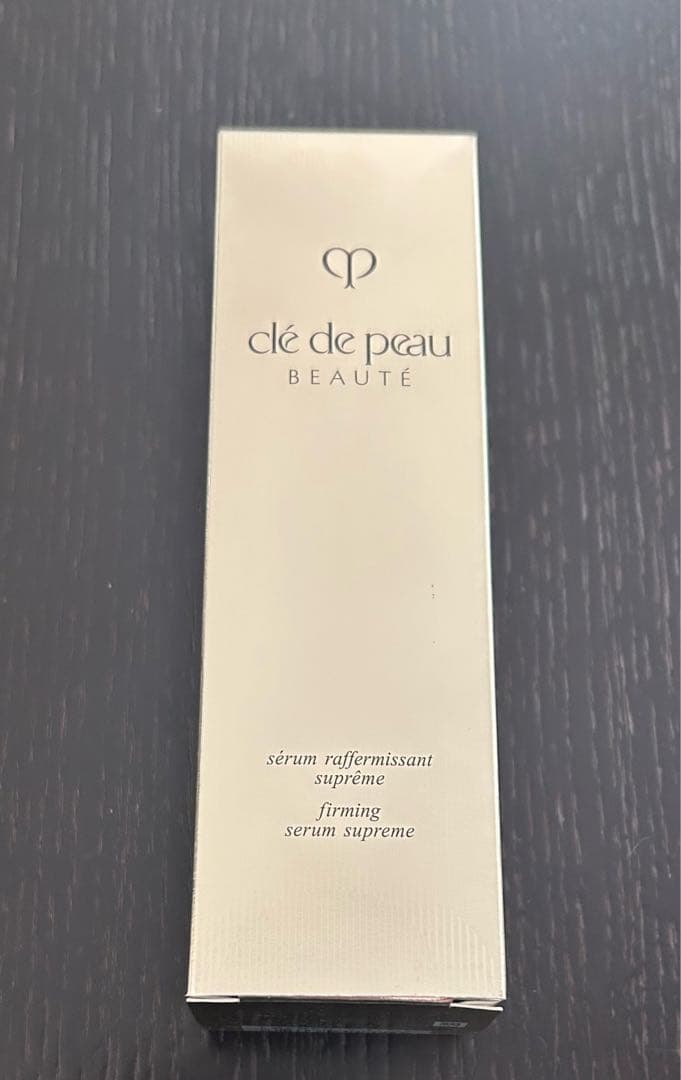 clé de peau
BEAUTÉ
sérum raffermissant
suprême
firming
serum supreme